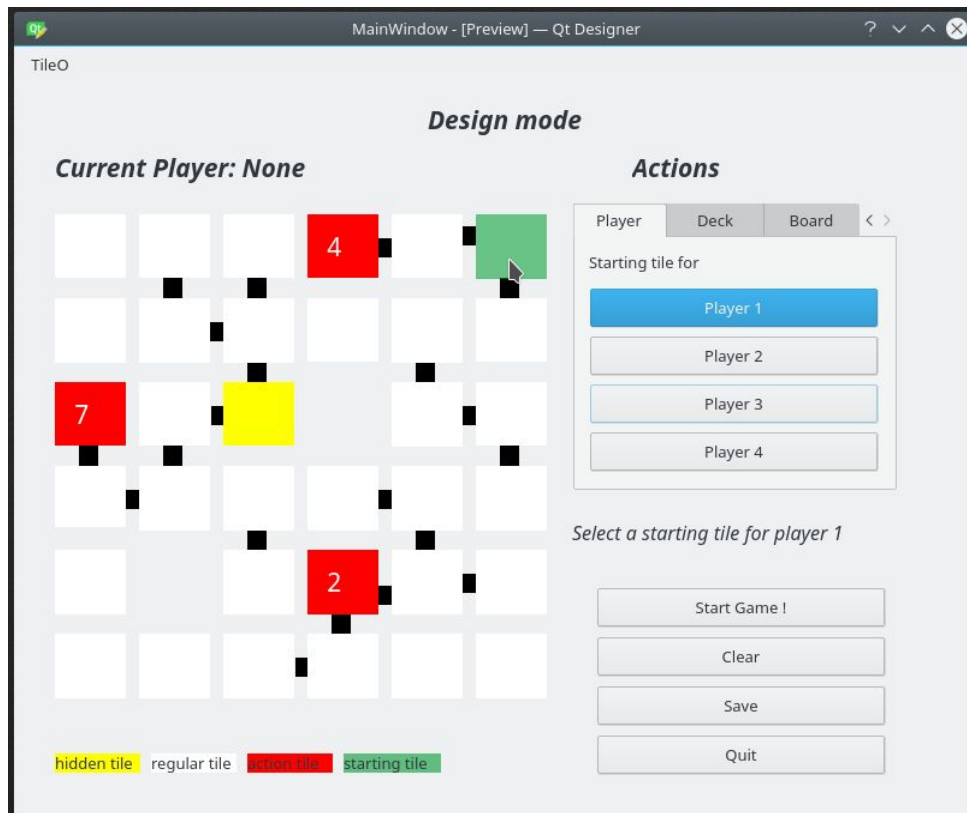 MainWindow - [Preview] — Qt Designer
TileO
Design mode
Current Player: None
Actions
4
7
2
Player Deck Board
Starting tile for
Player 1
Player 2
Player 3
Player 4
Select a starting tile for player 1
Start Game !
Clear
Save
Quit
hidden tile regular tile action tile starting tile